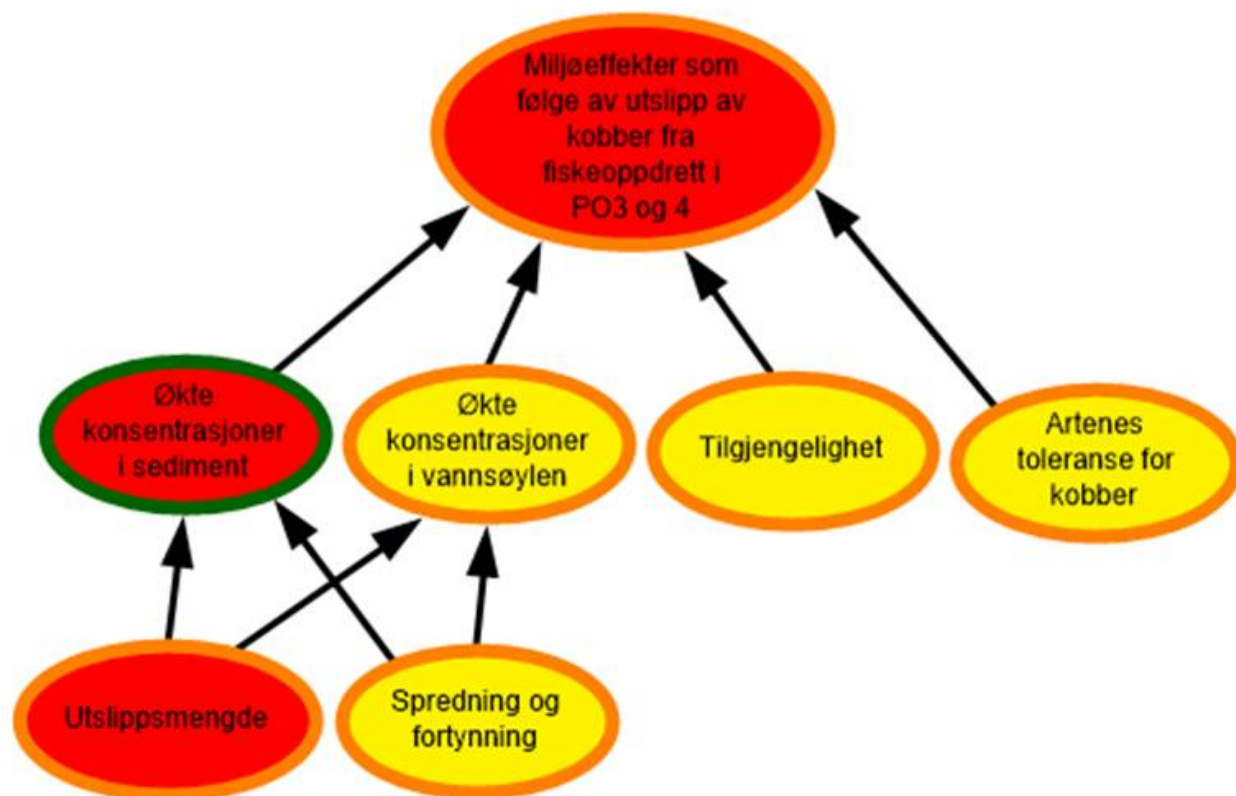 Miljøeffekter som
følge av utslipp av
kobber fra
fiskeoppdrett i
PO3 og 4
Økte
konsentrasjoner
i sediment
Økte
konsentrasjoner
i vannsøylen
Tilgjengelighet
Artenes
toleranse for
kobber
Utslippsmengde
Spredning og
fortynning